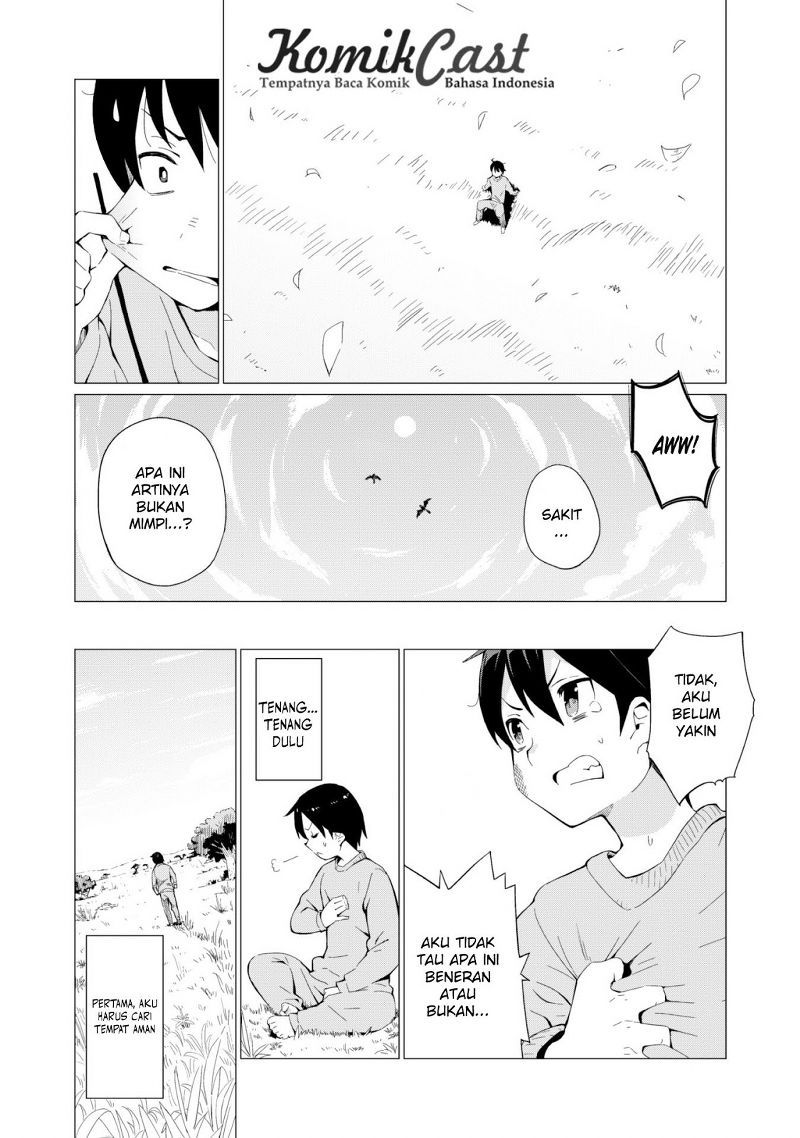 KomikCast
Tempatnya Baca Komik Bahasa Indonesia
AWW!
SAKIT
...
APA INI
ARTINYA
BUKAN
MIMPI...?
TIDAK,
AKU
BELUM
YAKIN
AKU TIDAK
TAU APA INI
BENERAN
ATAU
BUKAN...
TENANG...
TENANG
DULU
PERTAMA, AKU
HARUS CARI
TEMPAT AMAN